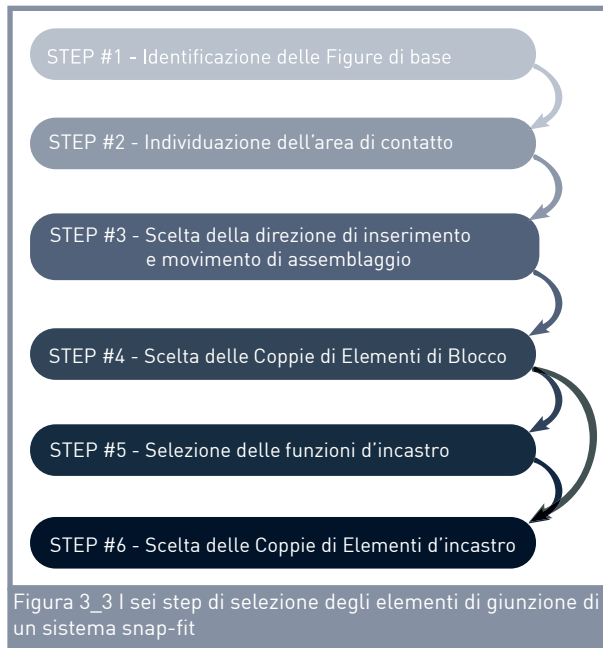 STEP #1 - Identificazione delle Figure di base
STEP #2 - Individuazione dell'area di contatto
STEP #3 - Scelta della direzione di inserimento
e movimento di assemblaggio
STEP #4 - Scelta delle Coppie di Elementi di Blocco
STEP #5 - Selezione delle funzioni d'incastro
STEP #6 - Scelta delle Coppie di Elementi d'incastro
Figura 3_3 I sei step di selezione degli elementi di giunzione di
un sistema snap-fit